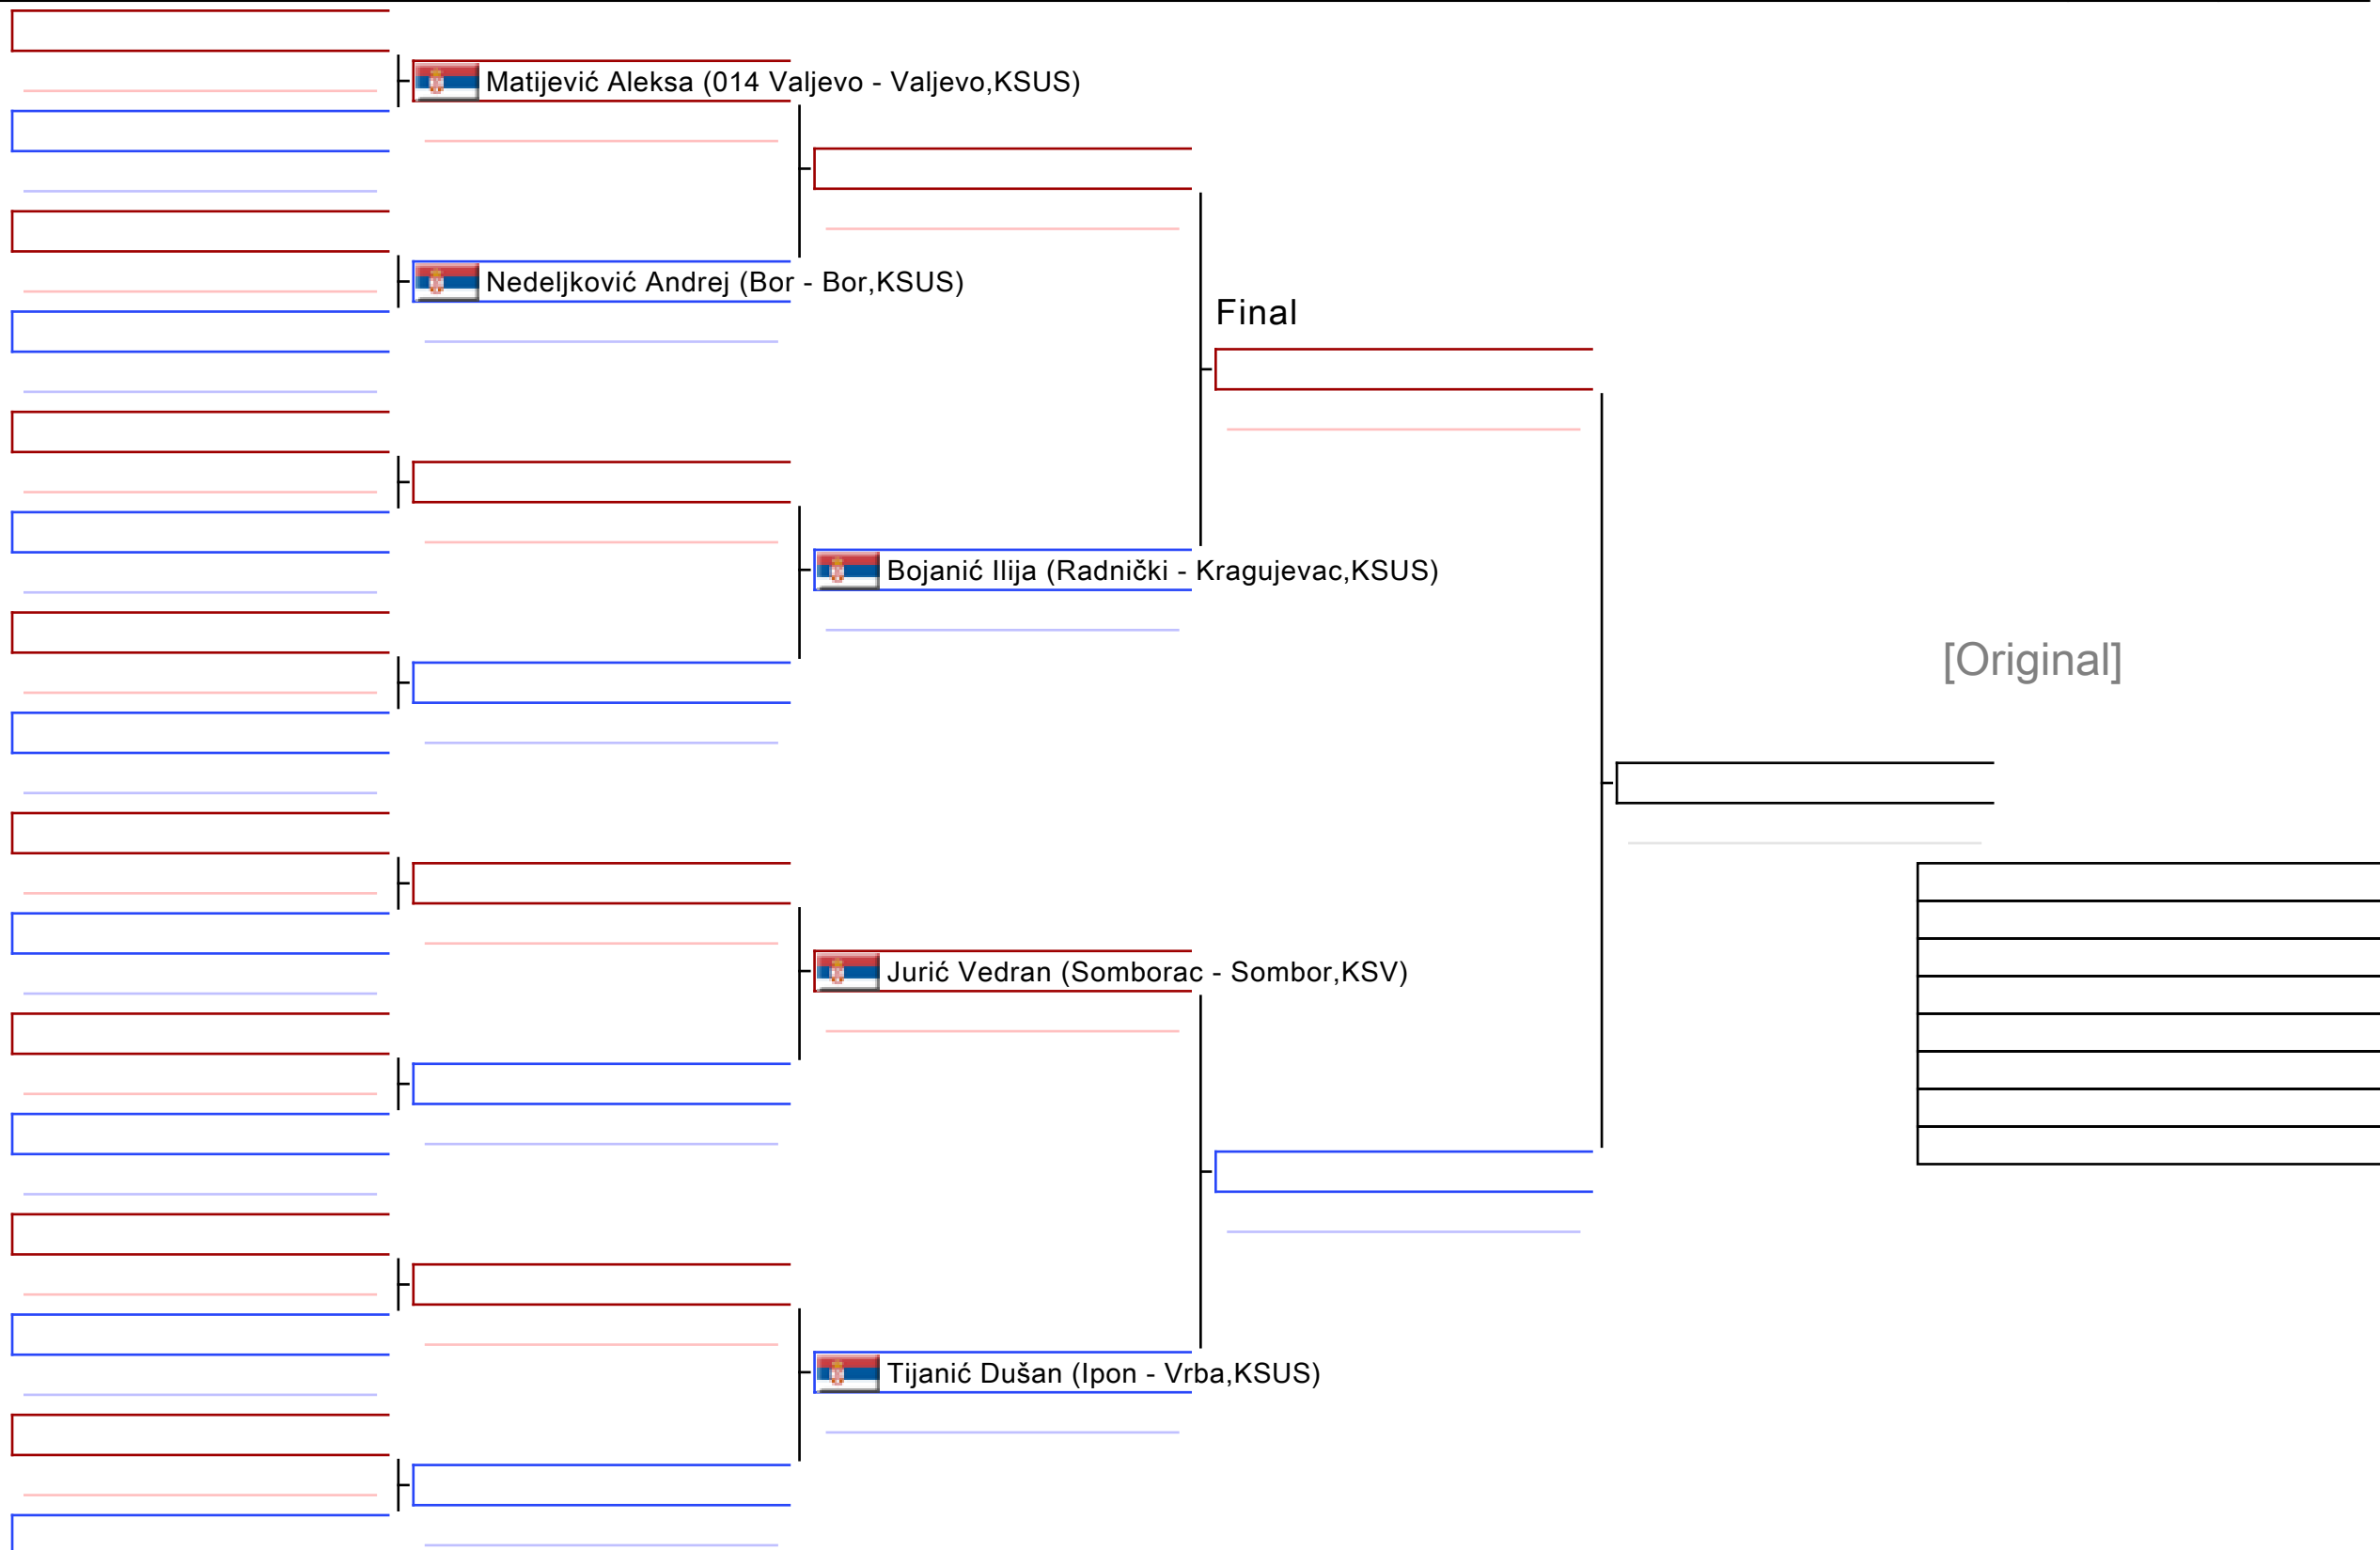 Matijević Aleksa (014 Valjevo - Valjevo,KSUS)
Nedeljković Andrej (Bor - Bor,KSUS)
Final
Bojanić Ilija (Radnički - Kragujevac,KSUS)
[Original]
Jurić Vedran (Somborac - Sombor,KSV)
Tijanić Dušan (Ipon - Vrba,KSUS)